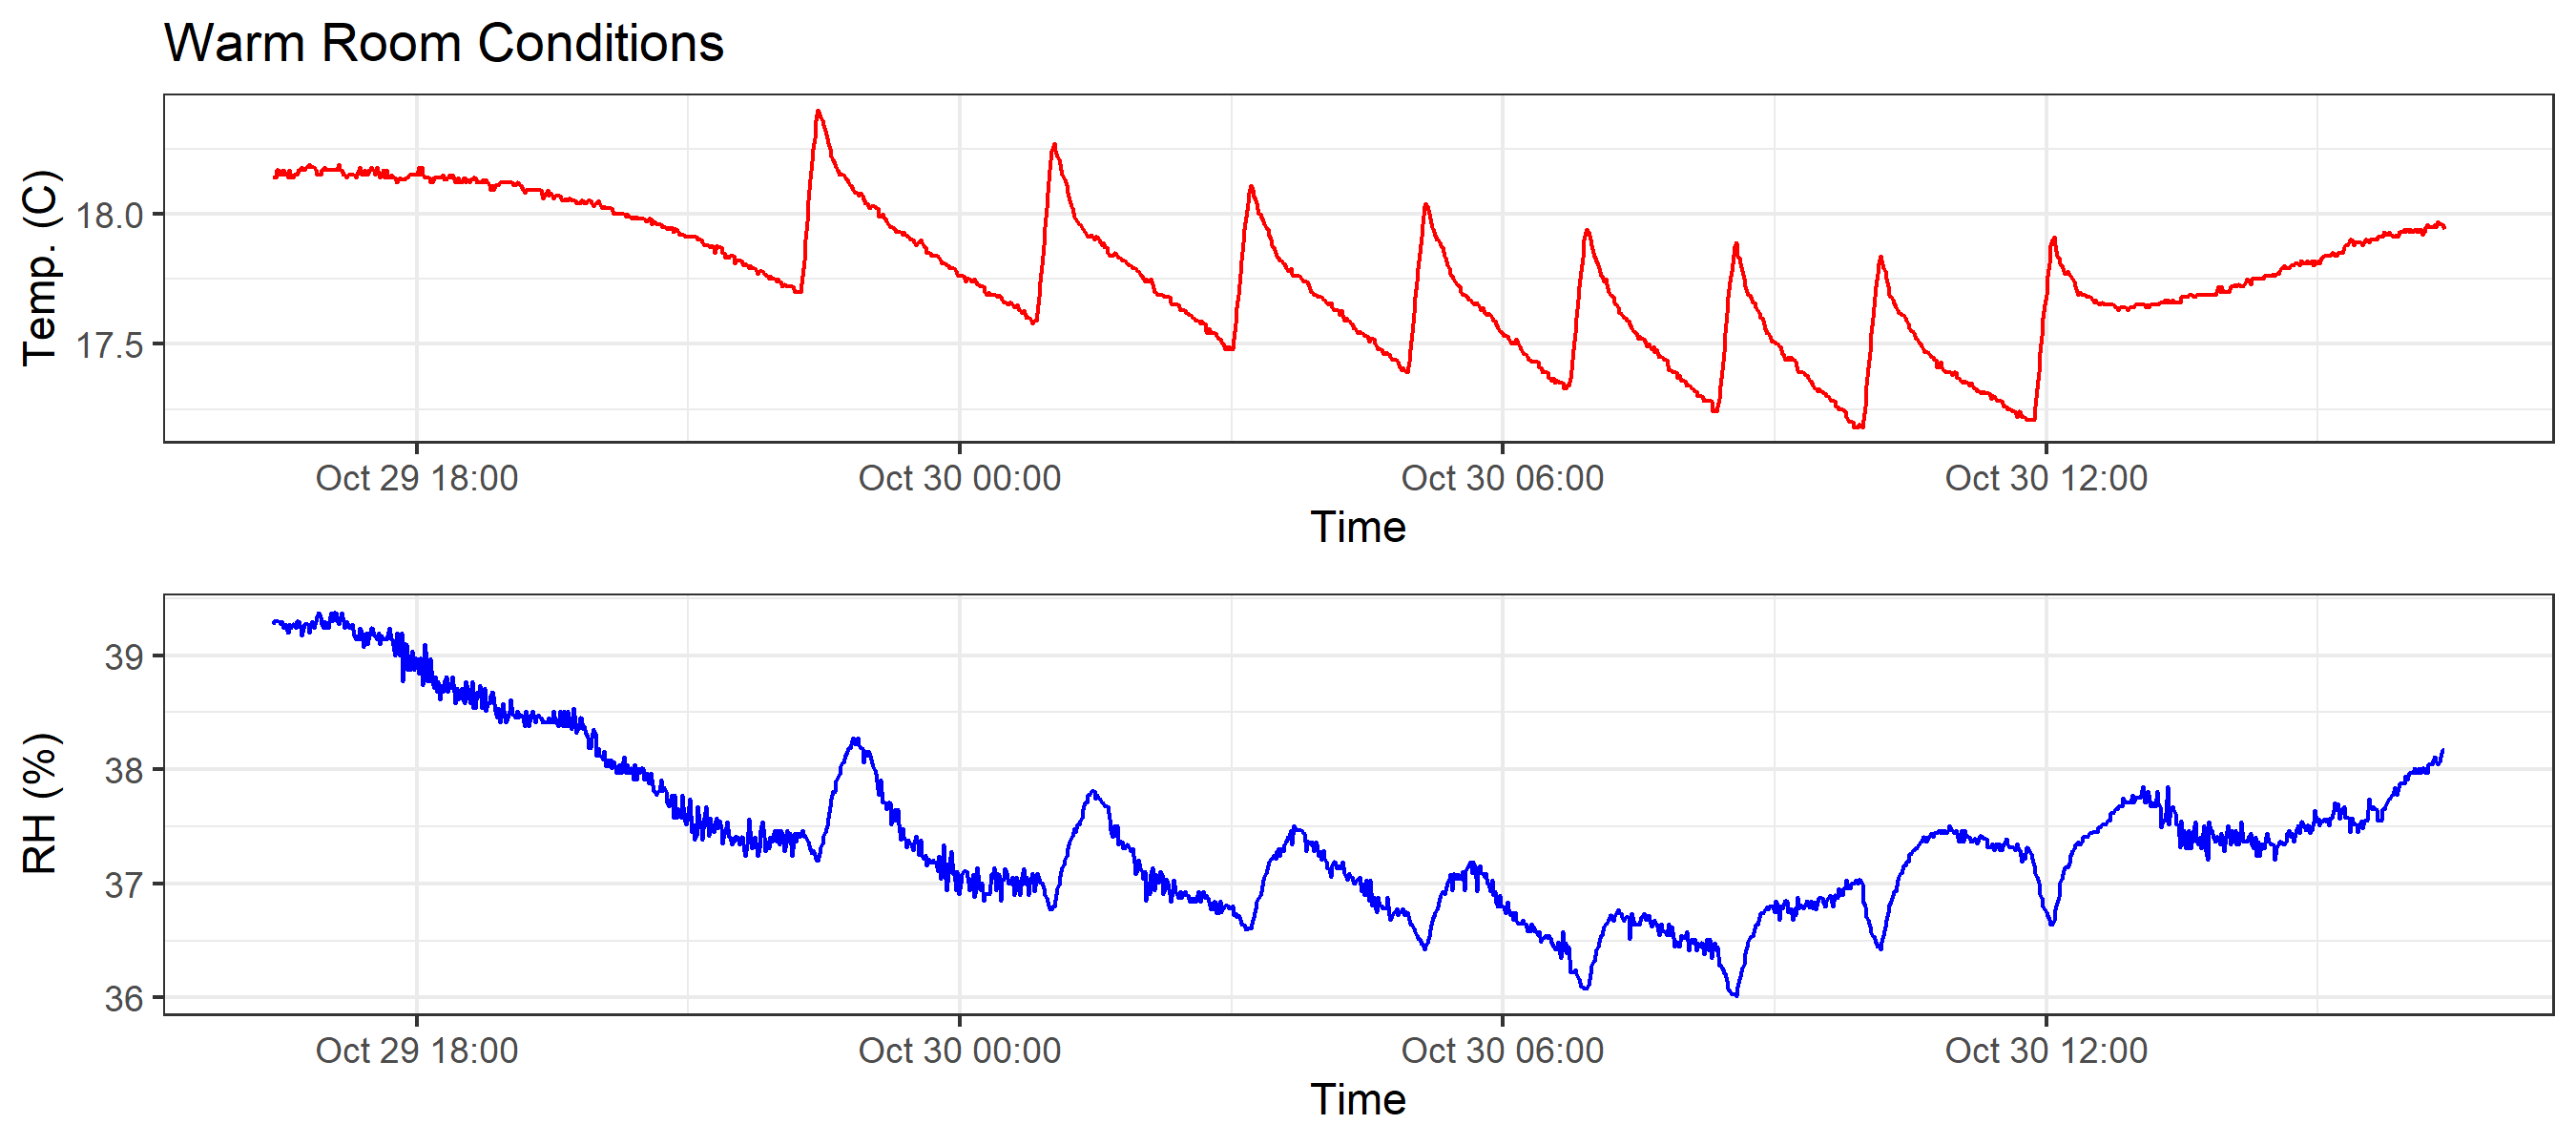 Warm Room Conditions
Temp. (C)
18.0
17.5
Oct 29 18:00 Oct 30 00:00 Oct 30 06:00 Oct 30 12:00
Time
RH (%)
39
38
37
36
Oct 29 18:00 Oct 30 00:00 Oct 30 06:00 Oct 30 12:00
Time